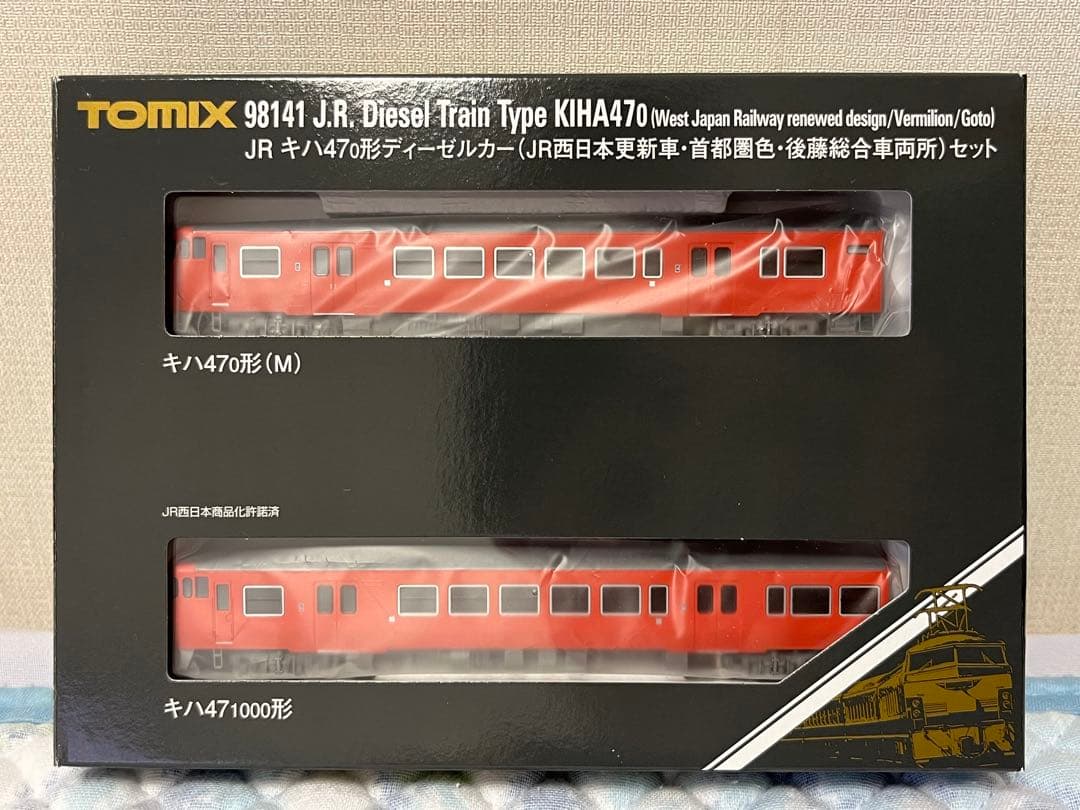 TOMIX 98141 J.R. Diesel Train Type KIHA470 (West Japan Railway renewed design/Vermilion/Goto)
JR キハ470形ディーゼルカー(JR西日本更新車・首都圏色・後藤総合車両所)セット
キハ470形(M)
JR西日本商品化許諾済
キハ471000形